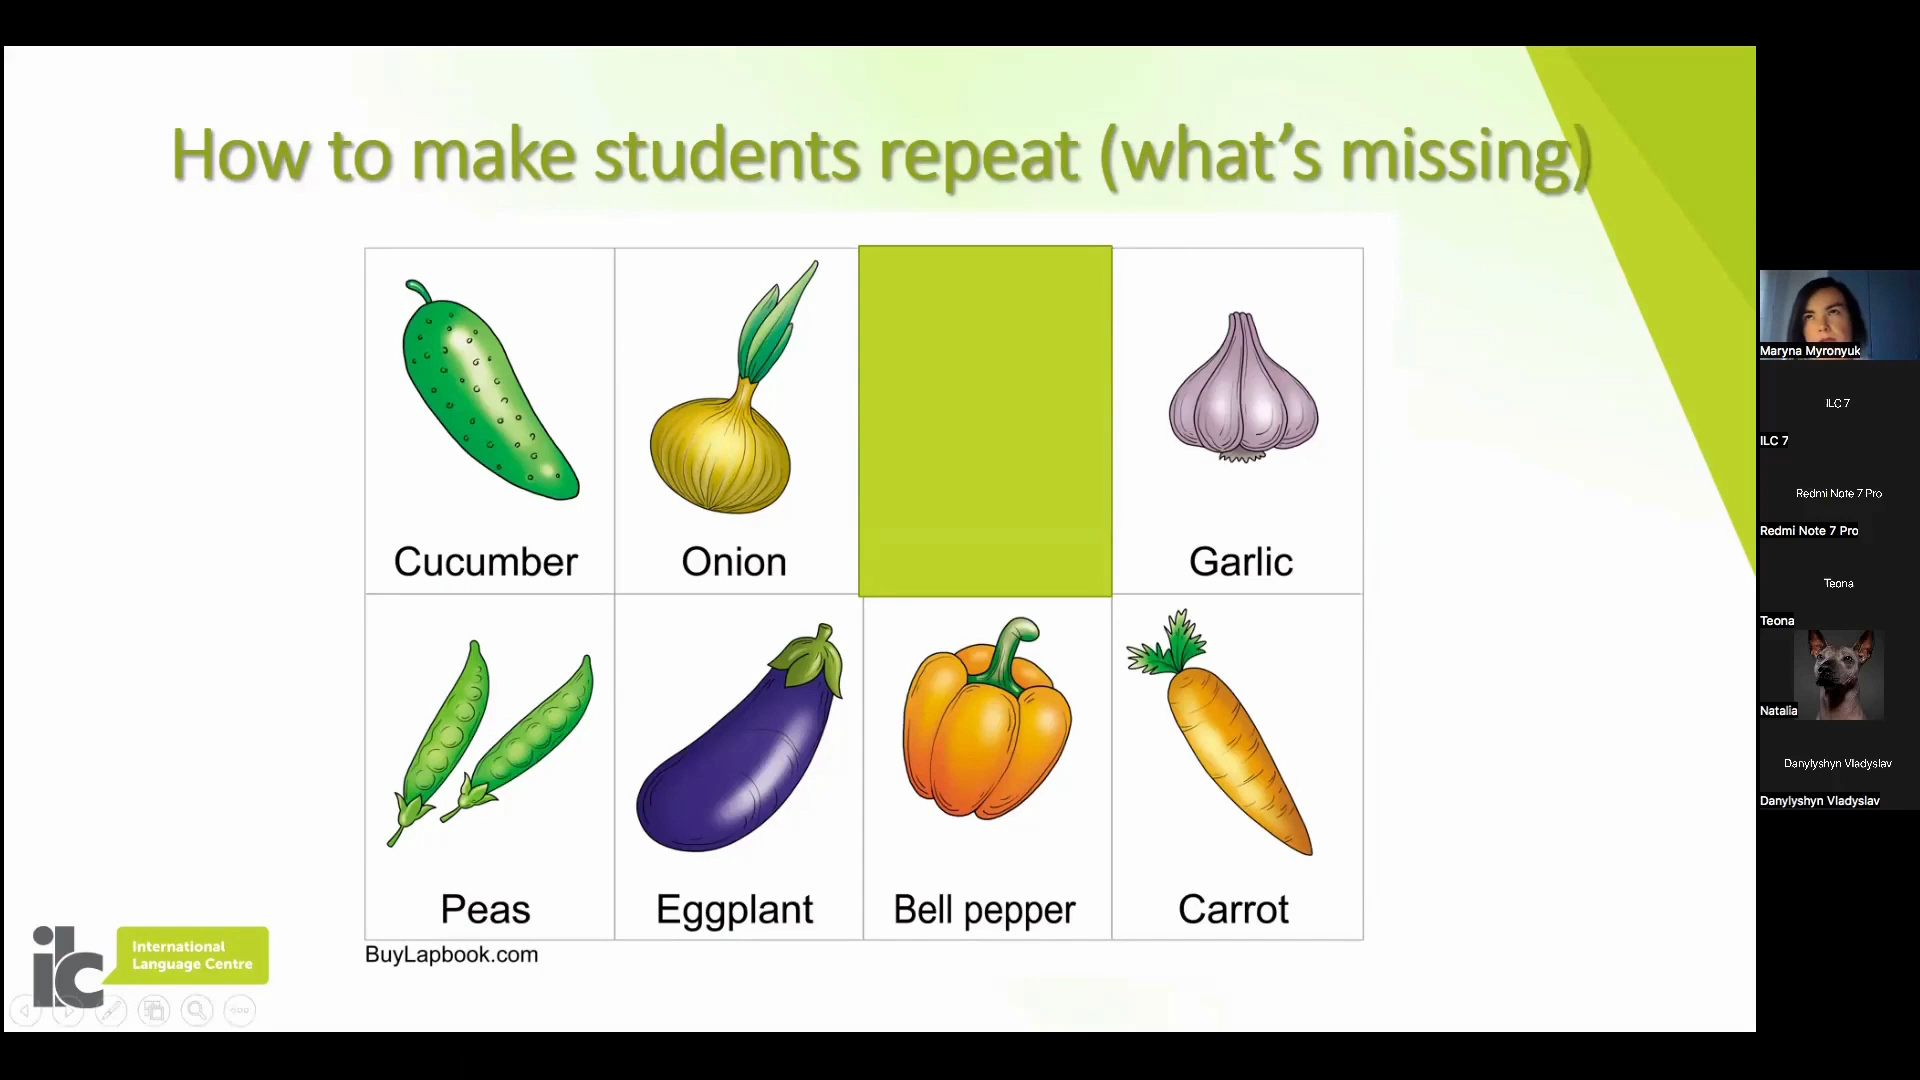 How to make students repeat (what's missing)
Cucumber
Onion
Garlic
Peas
Eggplant
Bell pepper
Carrot
BuyLapbook.com
ilc
International
Language Centre
Maryna Myronyuk
ILC 7
ILC 7
Redmi Note 7 Pro
Redmi Note 7 Pro
Teona
Teona
Natalia
Danylyshyn Vladyslav
Danylyshyn Vladyslav